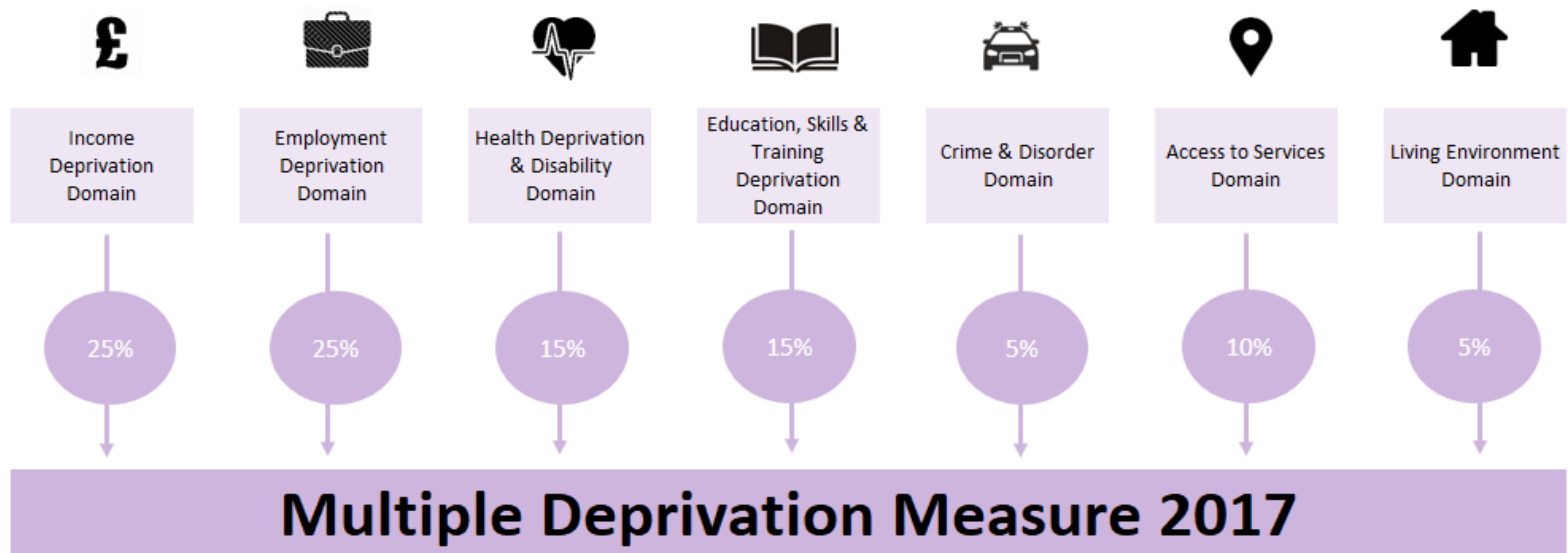 £
Income
Deprivation
Domain
Employment
Deprivation
Domain
Health Deprivation
& Disability
Domain
Education, Skills &
Training
Deprivation
Domain
Crime & Disorder
Domain
Access to Services
Domain
Living Environment
Domain
25%
25%
15%
15%
5%
10%
5%
Multiple Deprivation Measure 2017